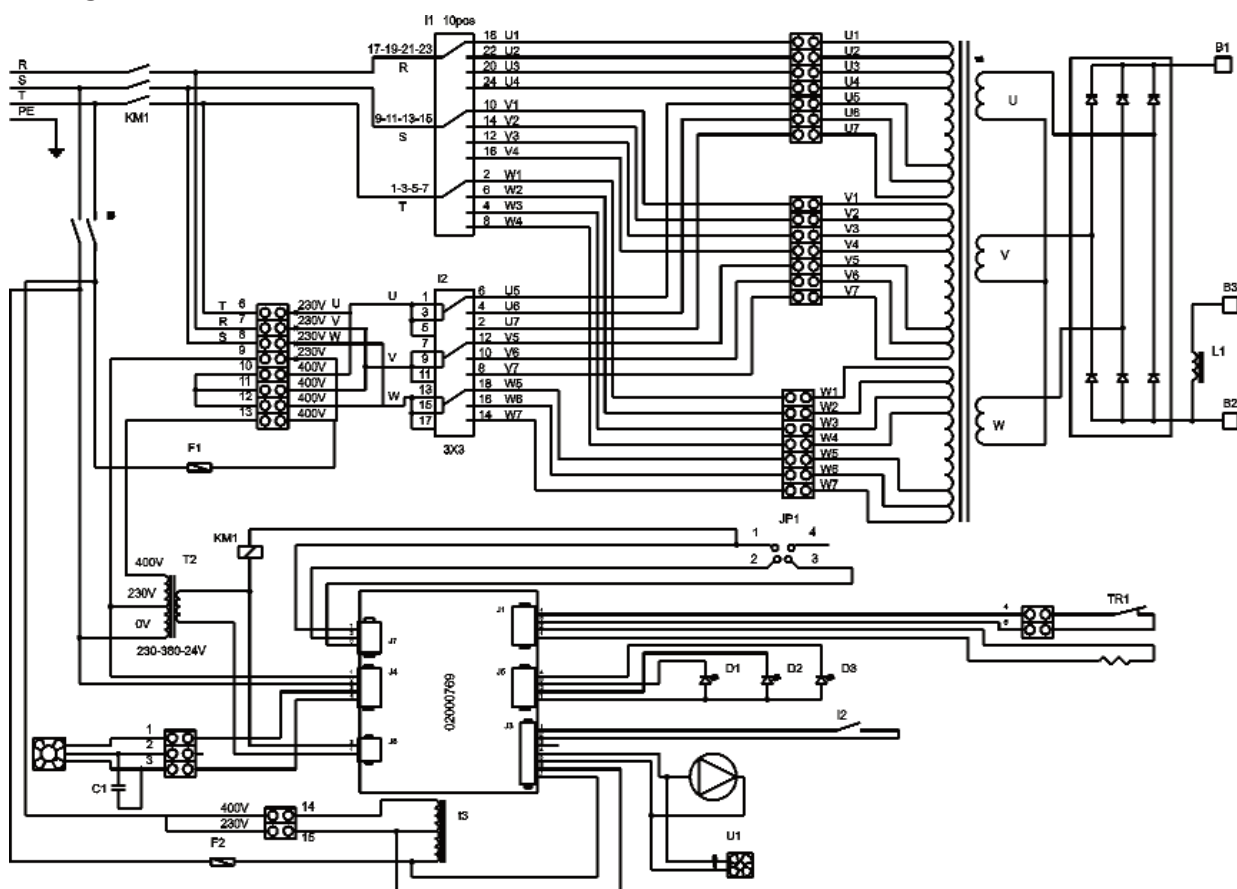 I1 10pcs
17-19-21-23
R
9-11-13-15
S
1-3-5-7
T
18 U1
22 U2
20 U3
24 U4
10 V1
14 V2
12 V3
16 V4
2 W1
6 W2
4 W3
8 W4
R
S
T
PE
KM1
U1
U2
U3
U4
U5
U6
U7
V1
V2
V3
V4
V5
V6
V7
W1
W2
W3
W4
W5
W6
W7
U
V
W
B1
B3
L1
B2
I2
T 6 230V U
R 7 230V V
S 8 230V W
9 230V
10 400V
11 400V
12 400V
13 400V
U
V
W
1
3
5
7
9
11
13
15
17
6 U5
4 U6
2 U7
12 V5
10 V6
8 V7
18 W5
16 W6
14 W7
3X3
F1
KM1
JP1
1 4
2 3
400V
T2
230V
0V
230-380-24V
J7
J4
J8
J1
J5
J3
02000769
4
TR1
D1
D2
D3
I2
1
2
3
C1
400V 14
230V 15
F2
t3
U1